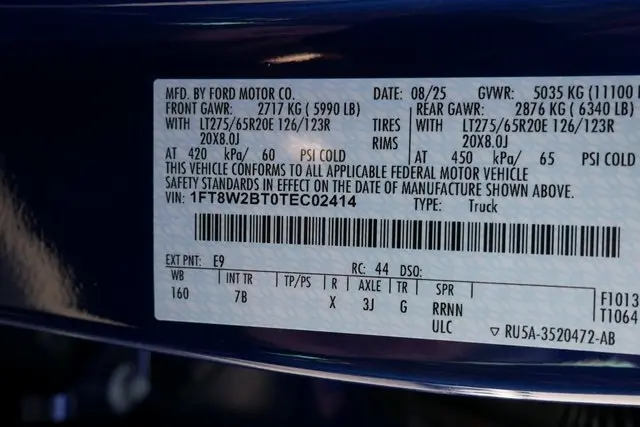 MFD. BY FORD MOTOR CO. DATE: 08/25 GVWR: 5035 KG (11100
FRONT GAWR: 2717 KG ( 5990 LB) REAR GAWR: 2876 KG ( 6340 LB)
WITH LT275/65R20E 126/123R TIRES WITH LT275/65R20E 126/123R
20X8.0J RIMS 20X8.0J
AT 420 kPa/ 60 PSI COLD AT 450 kPa/ 65 PSI COLD
THIS VEHICLE CONFORMS TO ALL APPLICABLE FEDERAL MOTOR VEHICLE
SAFETY STANDARDS IN EFFECT ON THE DATE OF MANUFACTURE SHOWN ABOVE.
VIN: 1FT8W2BT0TEC02414 TYPE: Truck
EXT PNT: E9 RC: 44 DSO:
WB INT TR TP/PS R AXLE TR SPR F1013
160 7B X 3J G RRNN T1064
ULC ▽ RU5A-3520472-AB